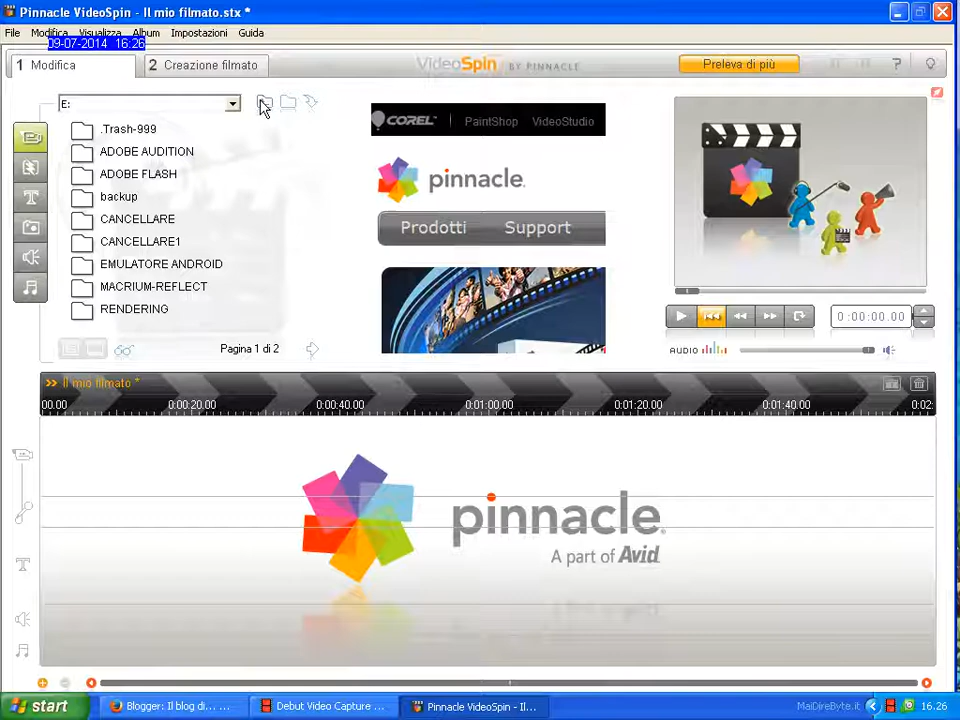 Pinnacle VideoSpin - Il mio filmato.stx *
File Modifica Visualizza Album Impostazioni Guida
09-07-2014 16:26
1 Modifica
2 Creazione filmato
VideoSpin BY PINNACLE
Preleva di più
?
E:
.Trash-999
ADOBE AUDITION
ADOBE FLASH
backup
CANCELLARE
CANCELLARE1
EMULATORE ANDROID
MACRIUM-REFLECT
RENDERING
Pagina 1 di 2
COREL PaintShop VideoStudio
pinnacle.
Prodotti Support
0:00:00.00
AUDIO
Il mio filmato *
00.00 0:00:20.00 0:00:40.00 0:01:00.00 0:01:20.00 0:01:40.00 0:02:
pinnacle
A part of Avid
start
Blogger: Il blog di...
Debut Video Capture ...
Pinnacle VideoSpin - Il...
MaiDireByte.it
16.26